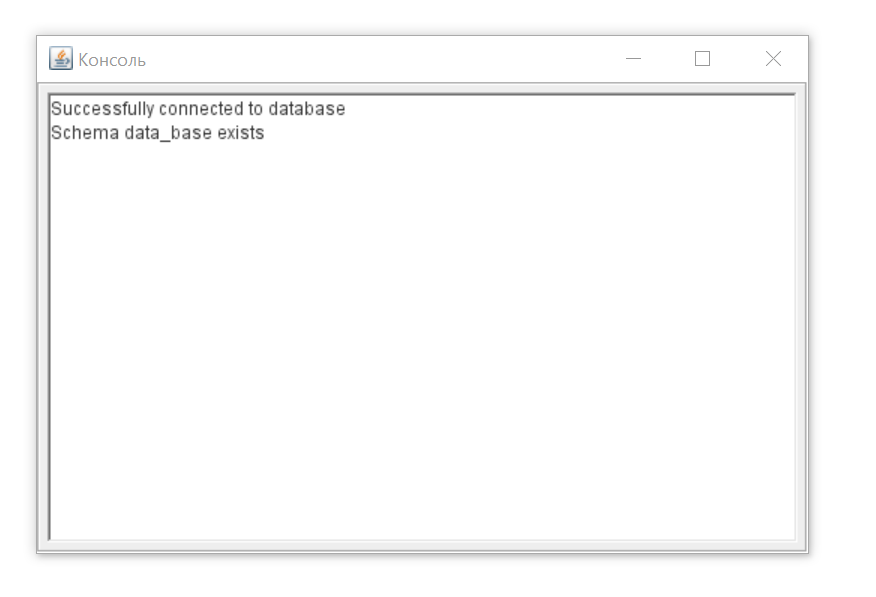 Консоль
Successfully connected to database
Schema data_base exists